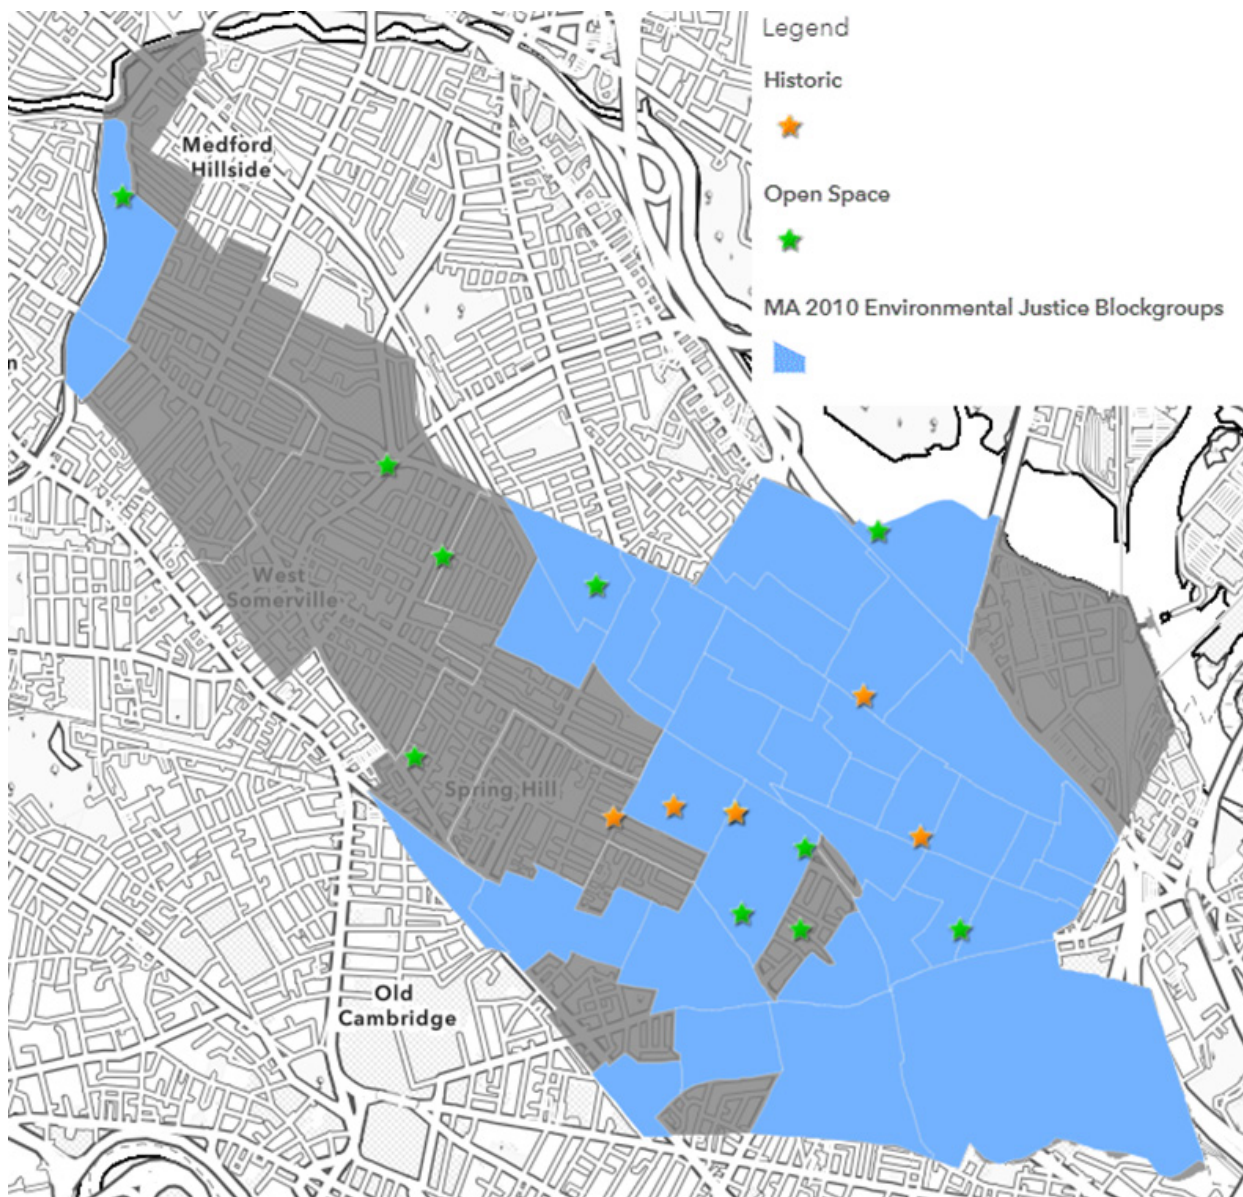 Legend
Historic
Open Space
MA 2010 Environmental Justice Blockgroups
Medford
Hillside
West
Somerville
Spring Hill
Old
Cambridge